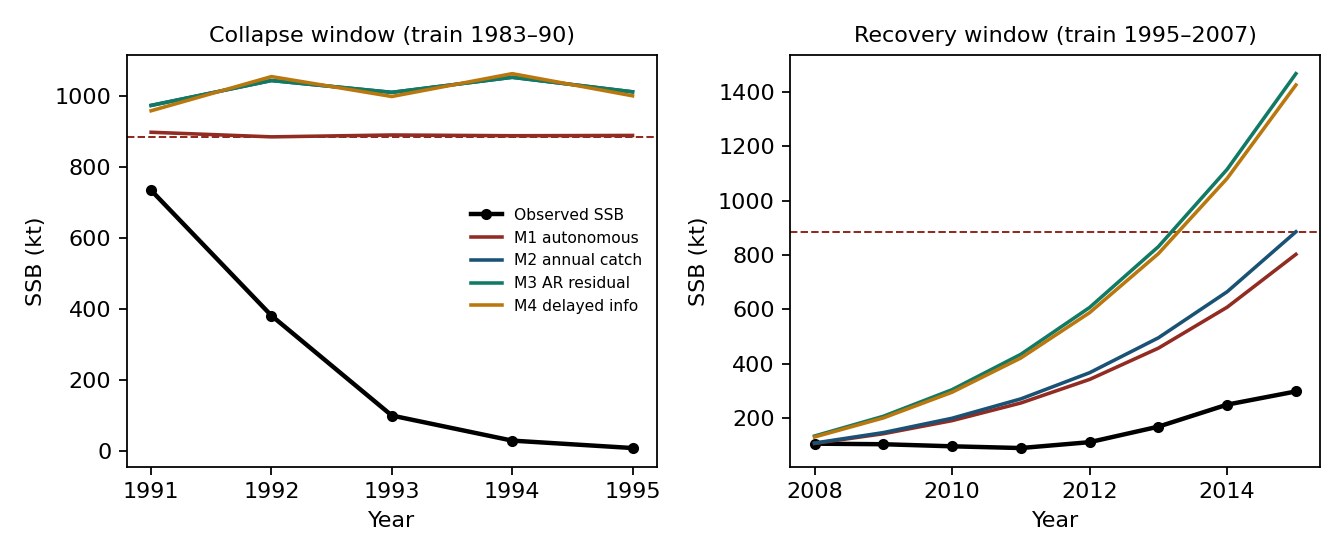 Collapse window (train 1983–90)
SSB (kt)
1000
800
600
400
200
0
Observed SSB
M1 autonomous
M2 annual catch
M3 AR residual
M4 delayed info
1991 1992 1993 1994 1995
Year
Recovery window (train 1995–2007)
SSB (kt)
1400
1200
1000
800
600
400
200
2008 2010 2012 2014
Year